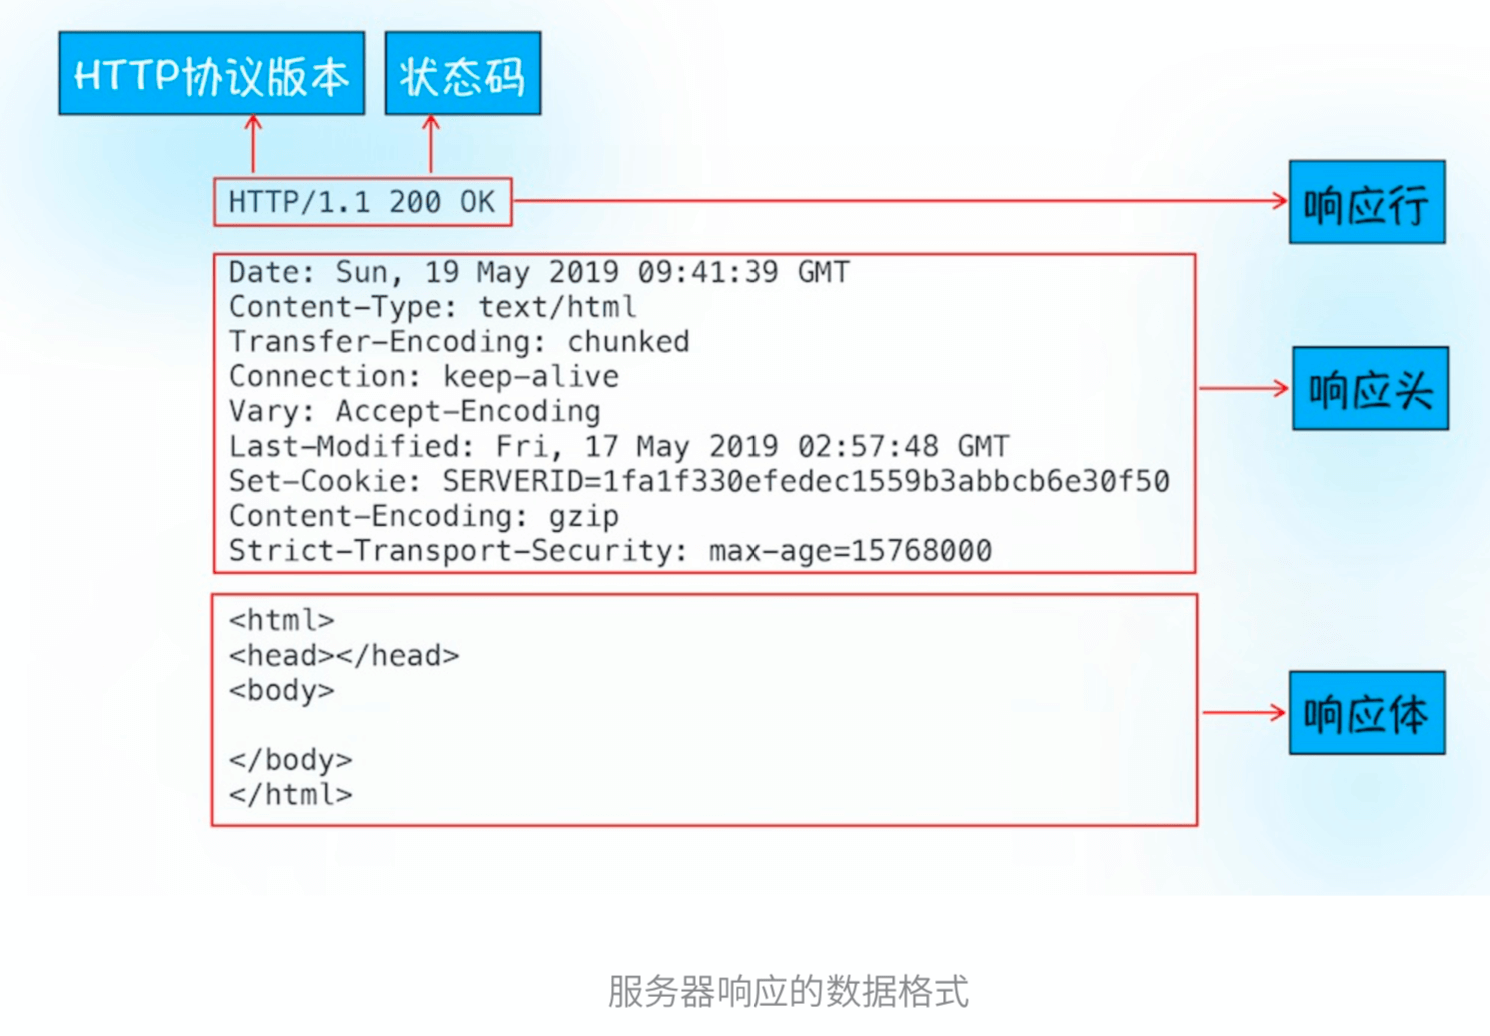 HTTP协议版本 状态码
HTTP/1.1 200 OK
响应行
Date: Sun, 19 May 2019 09:41:39 GMT
Content-Type: text/html
Transfer-Encoding: chunked
Connection: keep-alive
Vary: Accept-Encoding
Last-Modified: Fri, 17 May 2019 02:57:48 GMT
Set-Cookie: SERVERID=1fa1f330efedec1559b3abbcb6e30f50
Content-Encoding: gzip
Strict-Transport-Security: max-age=15768000
响应头
<html>
<head></head>
<body>
</body>
</html>
响应体
服务器响应的数据格式